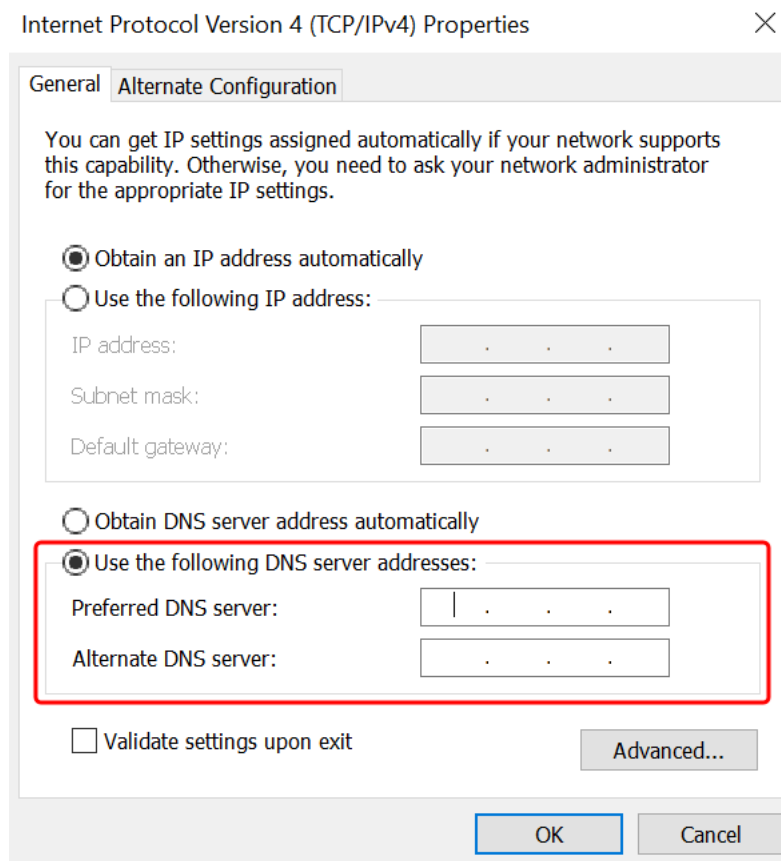 Internet Protocol Version 4 (TCP/IPv4) Properties
General
Alternate Configuration
You can get IP settings assigned automatically if your network supports
this capability. Otherwise, you need to ask your network administrator
for the appropriate IP settings.
Obtain an IP address automatically
Use the following IP address:
IP address:
Subnet mask:
Default gateway:
Obtain DNS server address automatically
Use the following DNS server addresses:
Preferred DNS server:
Alternate DNS server:
Validate settings upon exit
Advanced...
OK
Cancel